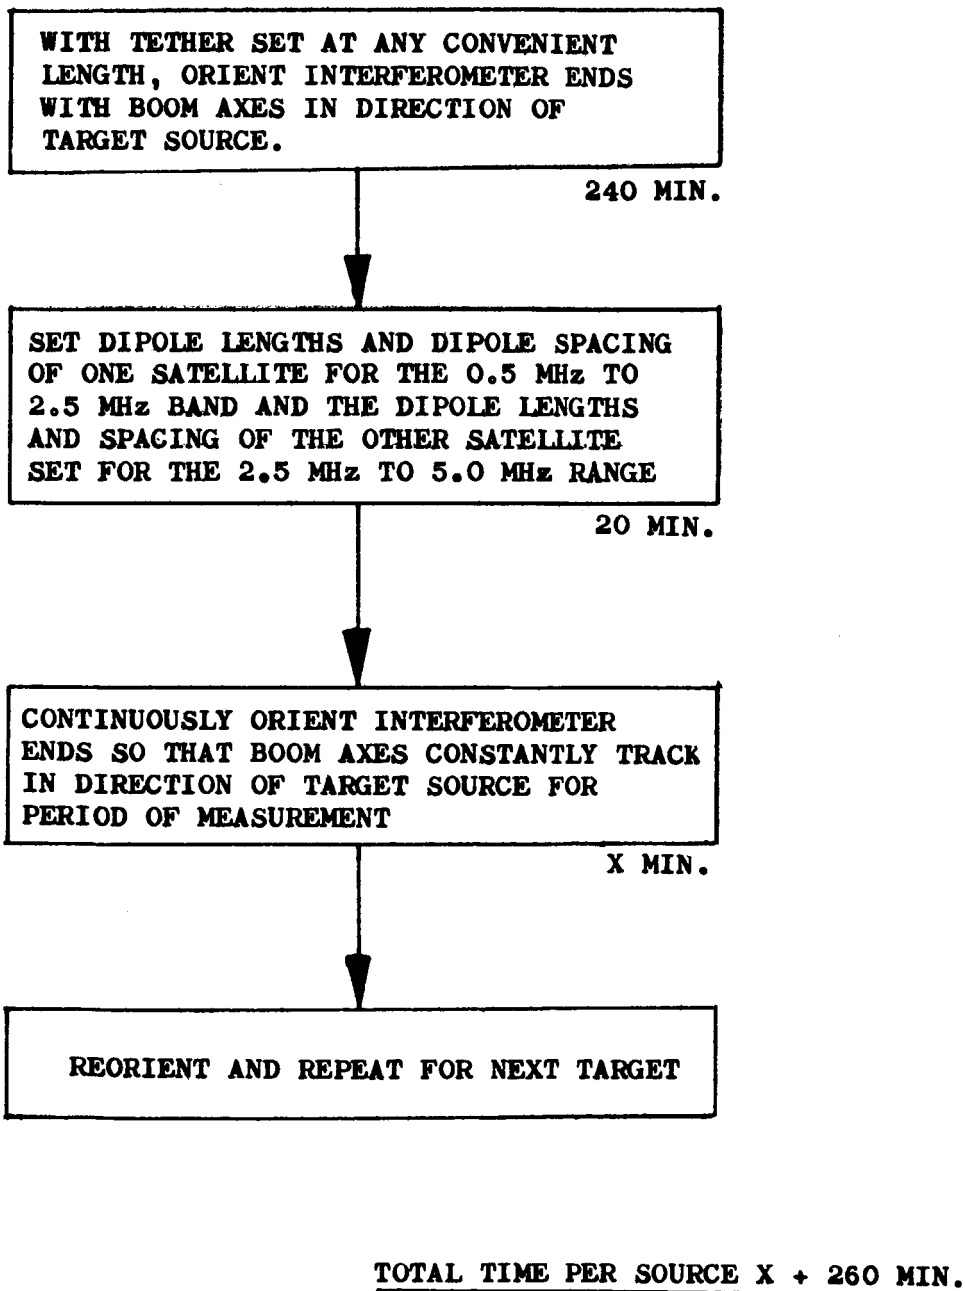 WITH TETHER SET AT ANY CONVENIENT
LENGTH, ORIENT INTERFEROMETER ENDS
WITH BOOM AXES IN DIRECTION OF
TARGET SOURCE.
240 MIN.
SET DIPOLE LENGTHS AND DIPOLE SPACING
OF ONE SATELLITE FOR THE 0.5 MHz TO
2.5 MHz BAND AND THE DIPOLE LENGTHS
AND SPACING OF THE OTHER SATELLITE
SET FOR THE 2.5 MHz TO 5.0 MHz RANGE
20 MIN.
CONTINUOUSLY ORIENT INTERFEROMETER
ENDS SO THAT BOOM AXES CONSTANTLY TRACK
IN DIRECTION OF TARGET SOURCE FOR
PERIOD OF MEASUREMENT
X MIN.
REORIENT AND REPEAT FOR NEXT TARGET
TOTAL TIME PER SOURCE X + 260 MIN.